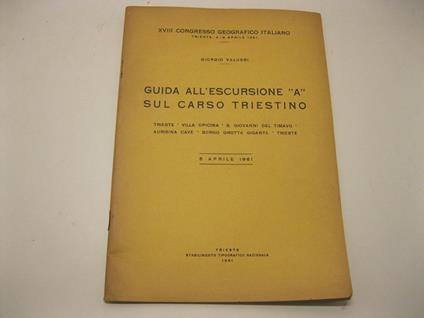 XVIII CONGRESSO GEOGRAFICO ITALIANO
TRIESTE, 4-9 APRILE 1961
GIORGIO VALUSSI
GUIDA ALL'ESCURSIONE "A"
SUL CARSO TRIESTINO
TRIESTE - VILLA OPICINA - S. GIOVANNI DEL TIMAVO -
AURISINA CAVE - BORGO GROTTA GIGANTE - TRIESTE
5 APRILE 1961
TRIESTE
STABILIMENTO TIPOGRAFICO NAZIONALE
1961